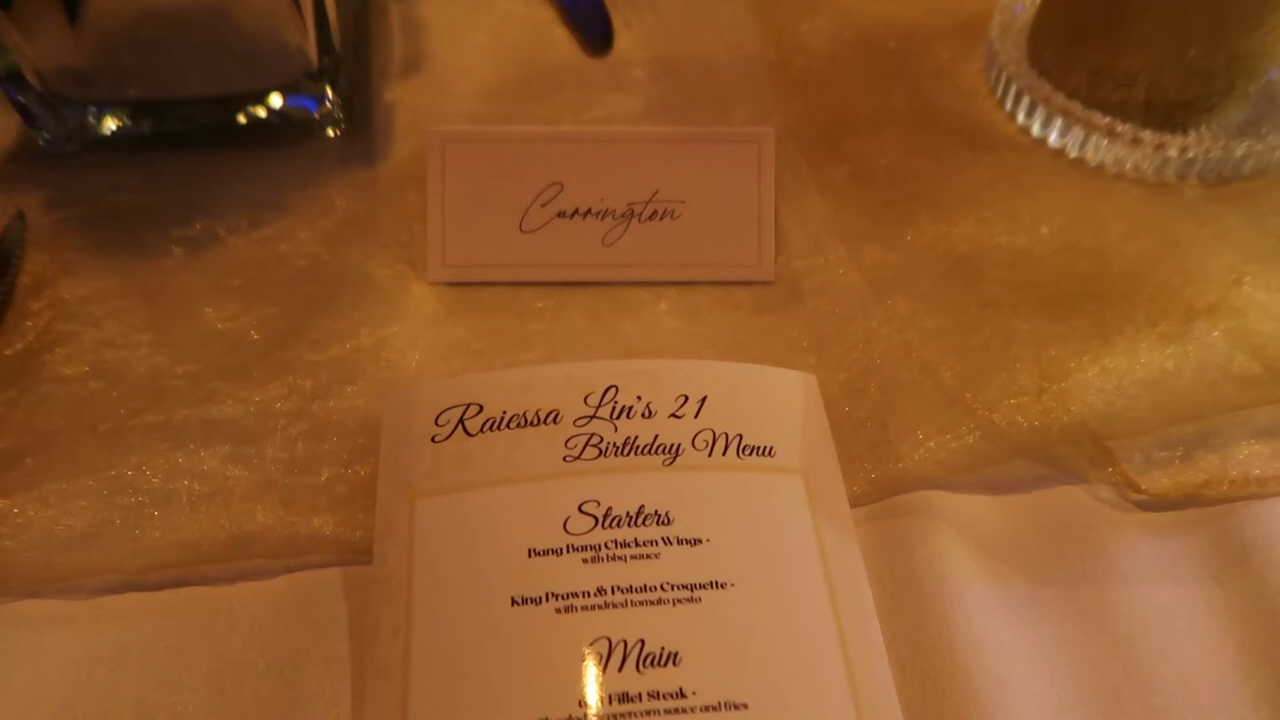 Carrington
Raiessa Lin's 21
Birthday Menu
Starters
Bang Bang Chicken Wings -
with bbq sauce
King Prawn & Potato Croquette -
with sundried tomato pesto
Main
Fillet Steak -
peppercorn sauce and fries